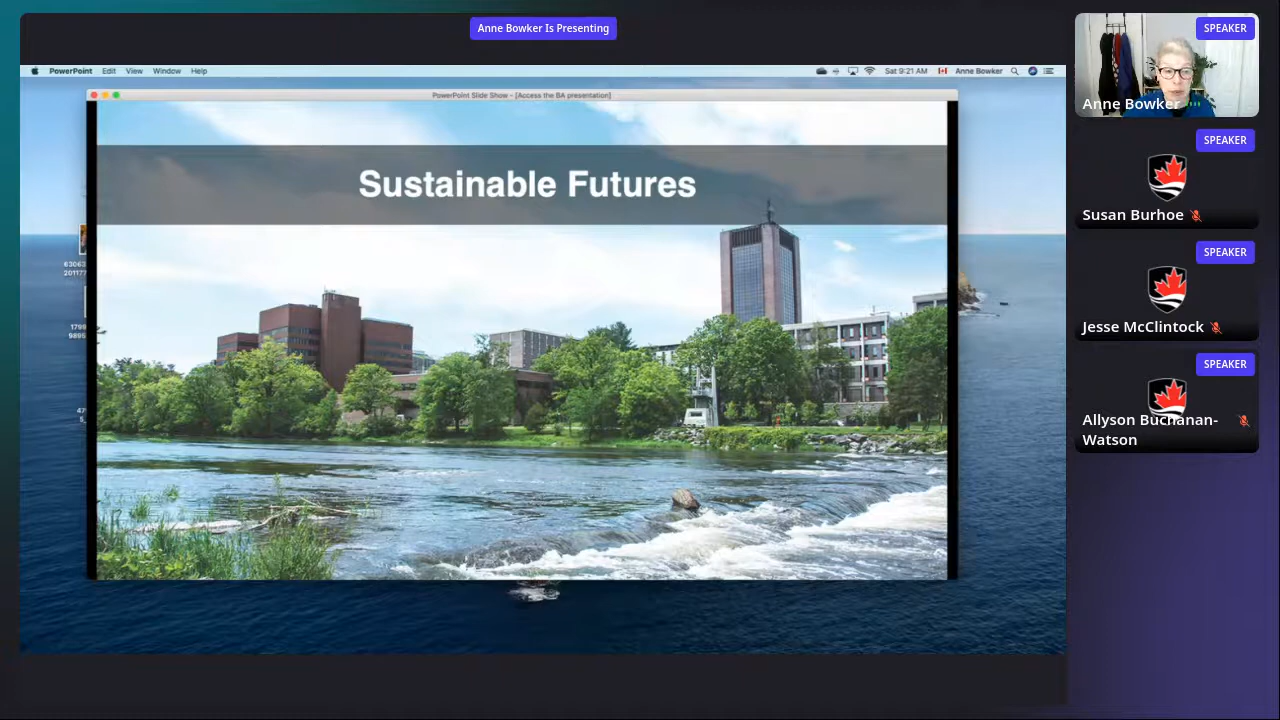 Anne Bowker Is Presenting
PowerPoint Edit View Window Help
Sat 9:21 AM Anne Bowker
PowerPoint Slide Show - [Access the BA presentation]
Sustainable Futures
SPEAKER
Anne Bowker
SPEAKER
Susan Burhoe
SPEAKER
Jesse McClintock
SPEAKER
Allyson Buchanan-
Watson